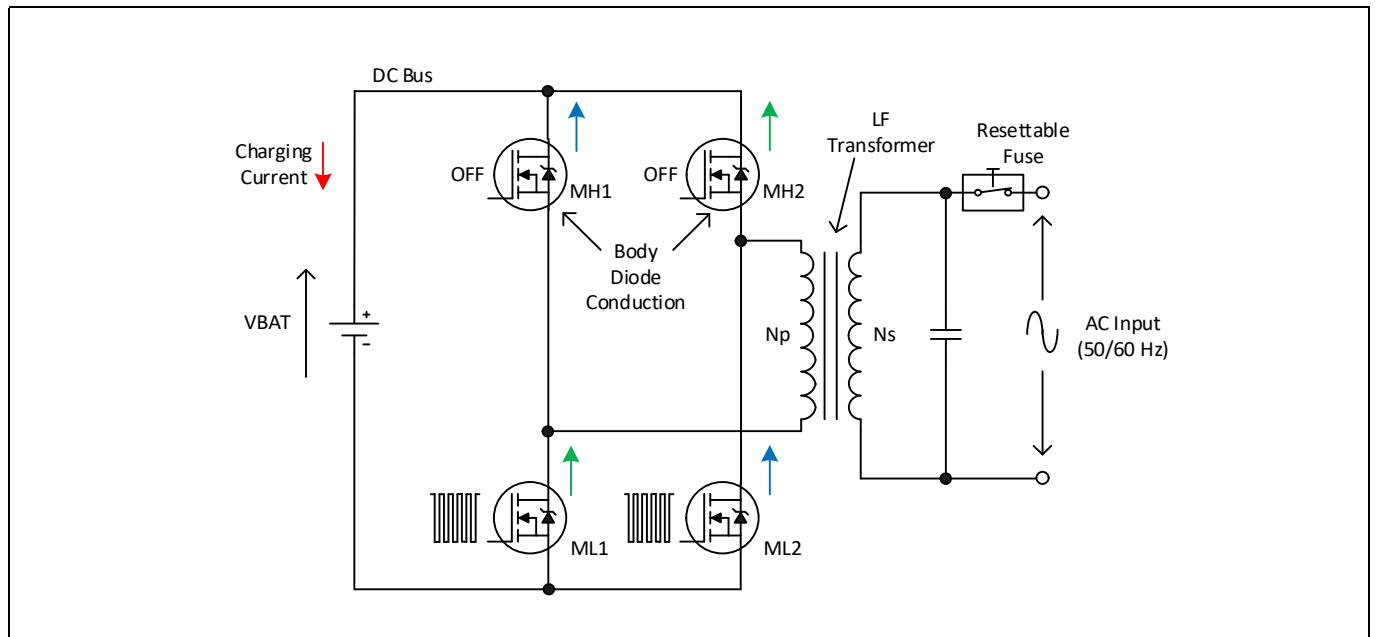 DC Bus
LF
Transformer
Resettable
Fuse
Charging
Current
OFF
MH1
OFF
MH2
Body
Diode
Conduction
VBAT
+
-
Np
Ns
AC Input
(50/60 Hz)
ML1
ML2